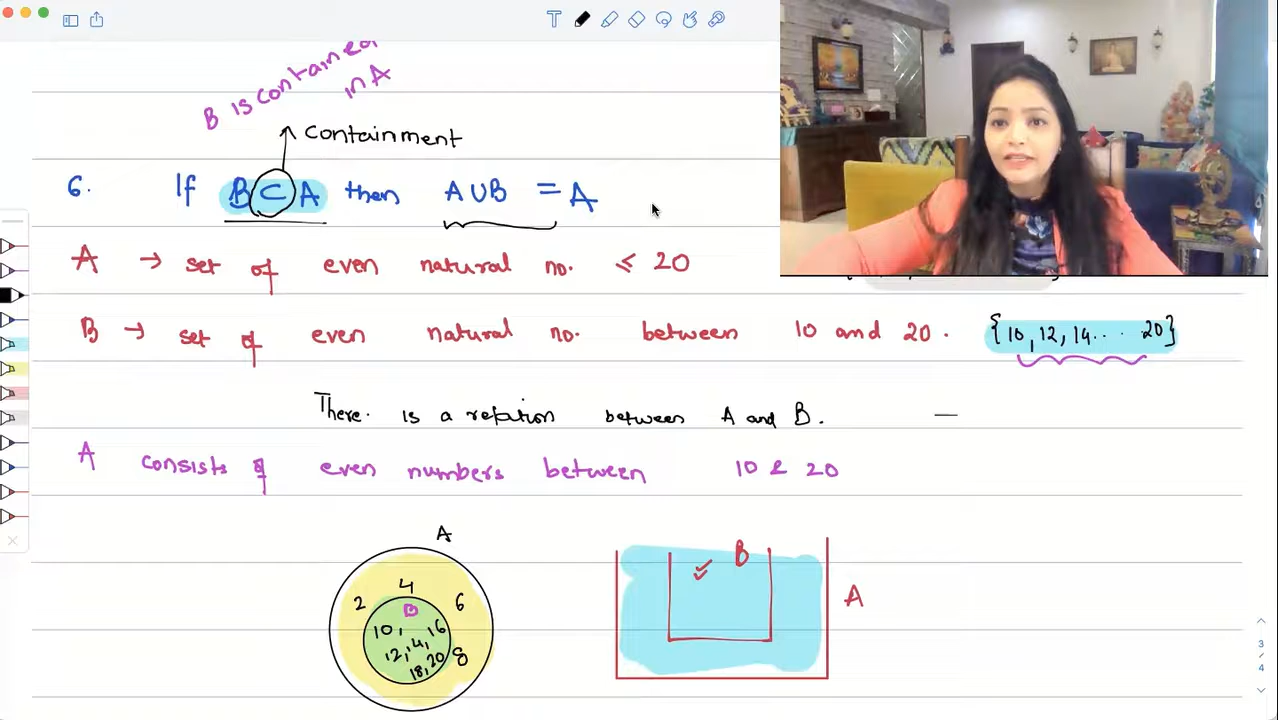 B is contained
in A
containment
6. If B ⊂ A then A∪B = A
A → set of even natural no. ≤ 20
B → set of even natural no. between 10 and 20. {10, 12, 14... 20}
There is a relation between A and B. —
A consists of even numbers between 10 & 20
A
4
2 B 6
10, 16
12, 14, 8
18, 20
B
A
3
/
4